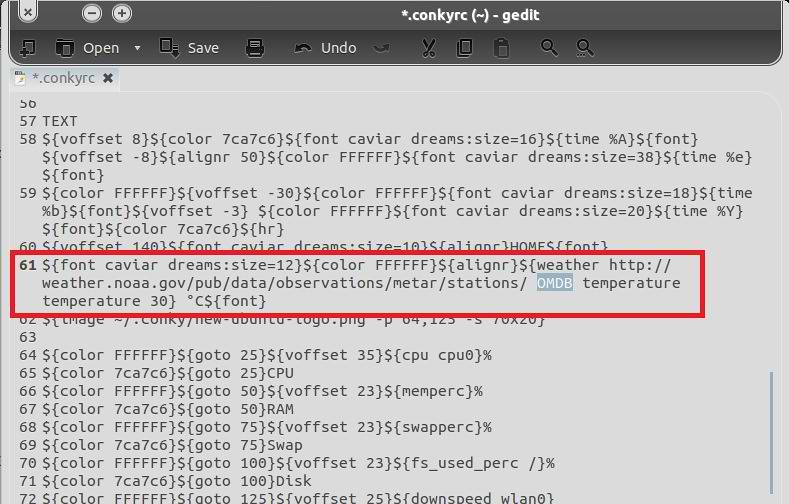 *.conkyrc (~) - gedit
Open Save Undo
*.conkyrc
56
57 TEXT
58 ${voffset 8}${color 7ca7c6}${font caviar dreams:size=16}${time %A}${font}
${voffset -8}${alignr 50}${color FFFFFF}${font caviar dreams:size=38}${time %e}
${font}
59 ${color FFFFFF}${voffset -30}${color FFFFFF}${font caviar dreams:size=18}${time
%b}${font}${voffset -3} ${color FFFFFF}${font caviar dreams:size=20}${time %Y}
${font}${color 7ca7c6}${hr}
60 ${voffset 140}${font caviar dreams:size=10}${alignr}HOME${font}
61 ${font caviar dreams:size=12}${color FFFFFF}${alignr}${weather http://
weather.noaa.gov/pub/data/observations/metar/stations/ OMDB temperature
temperature 30} °C${font}
62 ${image ~/.conky/new-ubuntu-logo.png -p 64,125 -s 70x20}
63
64 ${color FFFFFF}${goto 25}${voffset 35}${cpu cpu0}%
65 ${color 7ca7c6}${goto 25}CPU
66 ${color FFFFFF}${goto 50}${voffset 23}${memperc}%
67 ${color 7ca7c6}${goto 50}RAM
68 ${color FFFFFF}${goto 75}${voffset 23}${swapperc}%
69 ${color 7ca7c6}${goto 75}Swap
70 ${color FFFFFF}${goto 100}${voffset 23}${fs_used_perc /}%
71 ${color 7ca7c6}${goto 100}Disk
72 ${color FFFFFF}${goto 125}${voffset 25}${downspeed wlan0}